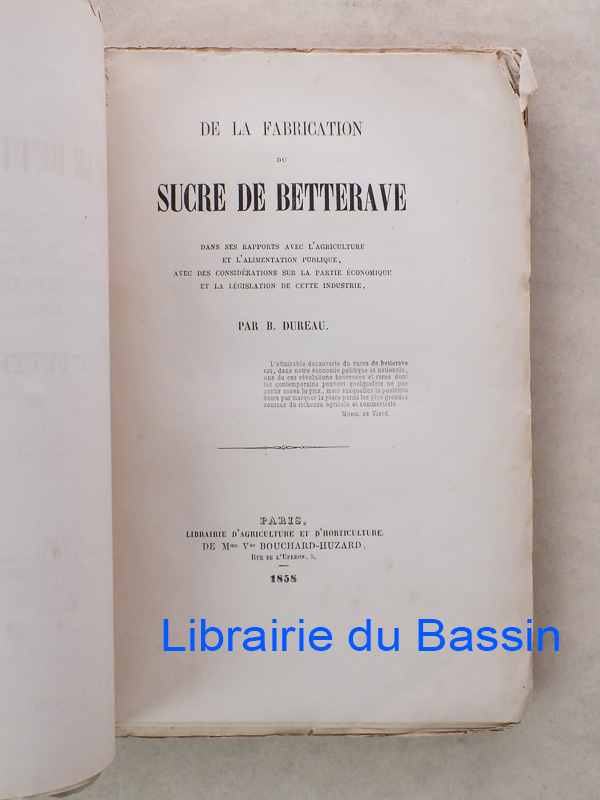 DE LA FABRICATION
DU
SUCRE DE BETTERAVE
DANS SES RAPPORTS AVEC L'AGRICULTURE
ET L'ALIMENTATION PUBLIQUE,
AVEC DES CONSIDÉRATIONS SUR LA PARTIE ÉCONOMIQUE
ET LA LÉGISLATION DE CETTE INDUSTRIE,
PAR B. DUREAU.
L'admirable découverte du sucre de betterave
est, dans notre économie politique et nationale,
une de ces révolutions heureuses et rares dont
les contemporains peuvent quelquefois ne pas
sentir assez le prix, mais auxquelles la postérité
finira par marquer la place parmi les plus grandes
sources de richesse agricole et commerciale.
MOREL DE VINDÉ.
PARIS,
LIBRAIRIE D'AGRICULTURE ET D'HORTICULTURE
DE Mme Ve BOUCHARD-HUZARD,
RUE DE L'EPERON, 5.
1858
Librairie du Bassin